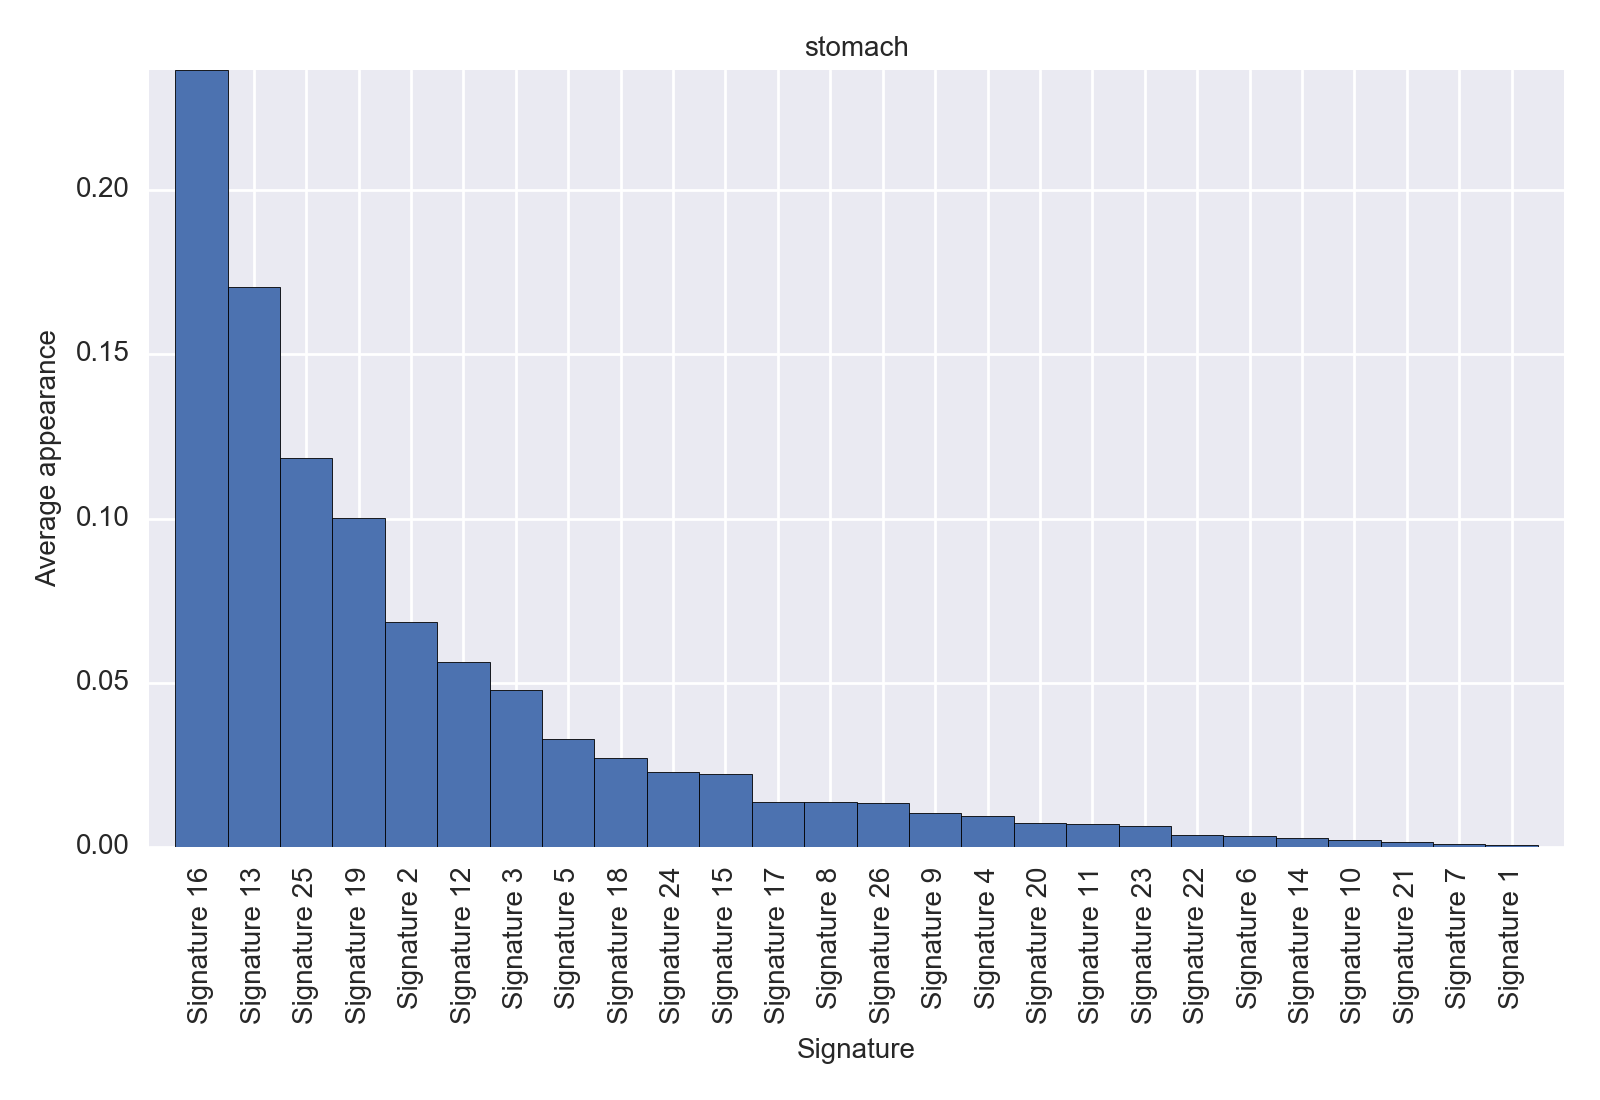 stomach
Average appearance
0.20
0.15
0.10
0.05
0.00
Signature 16
Signature 13
Signature 25
Signature 19
Signature 2
Signature 12
Signature 3
Signature 5
Signature 18
Signature 24
Signature 15
Signature 17
Signature 8
Signature 26
Signature 9
Signature 4
Signature 20
Signature 11
Signature 23
Signature 22
Signature 6
Signature 14
Signature 10
Signature 21
Signature 7
Signature 1
Signature